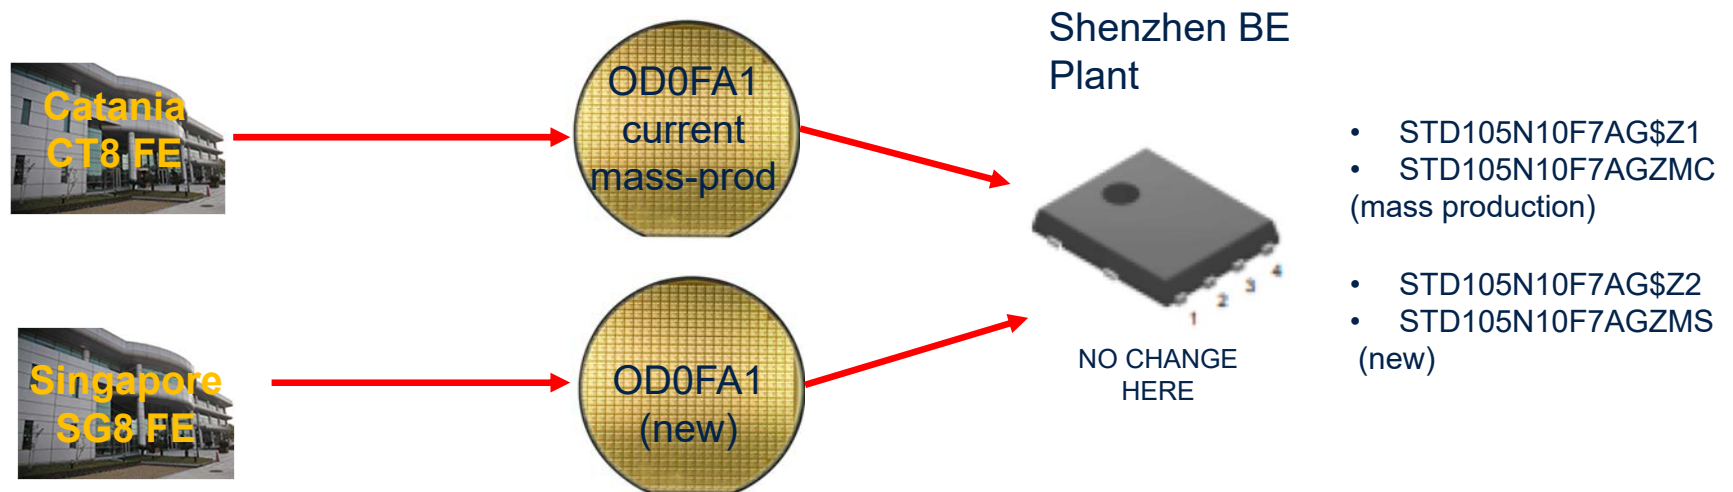 Catania
CT8 FE
OD0FA1
current
mass-prod
Shenzhen BE
Plant
• STD105N10F7AG$Z1
• STD105N10F7AGZMC
(mass production)
Singapore
SG8 FE
OD0FA1
(new)
1
2
3
4
NO CHANGE
HERE
• STD105N10F7AG$Z2
• STD105N10F7AGZMS
(new)